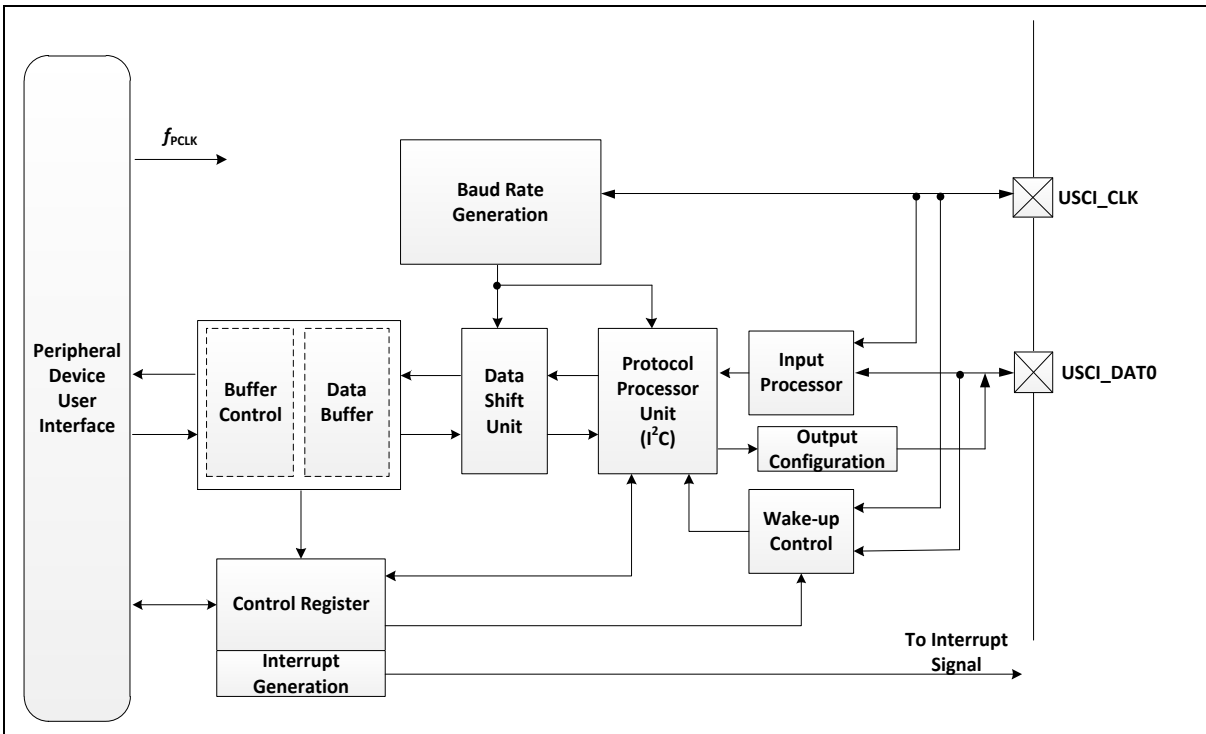 fPCLK
Baud Rate
Generation
USCI_CLK
Peripheral
Device
User
Interface
Buffer
Control
Data
Buffer
Data
Shift
Unit
Protocol
Processor
Unit
(I²C)
Input
Processor
USCI_DAT0
Output
Configuration
Wake-up
Control
Control Register
Interrupt
Generation
To Interrupt
Signal